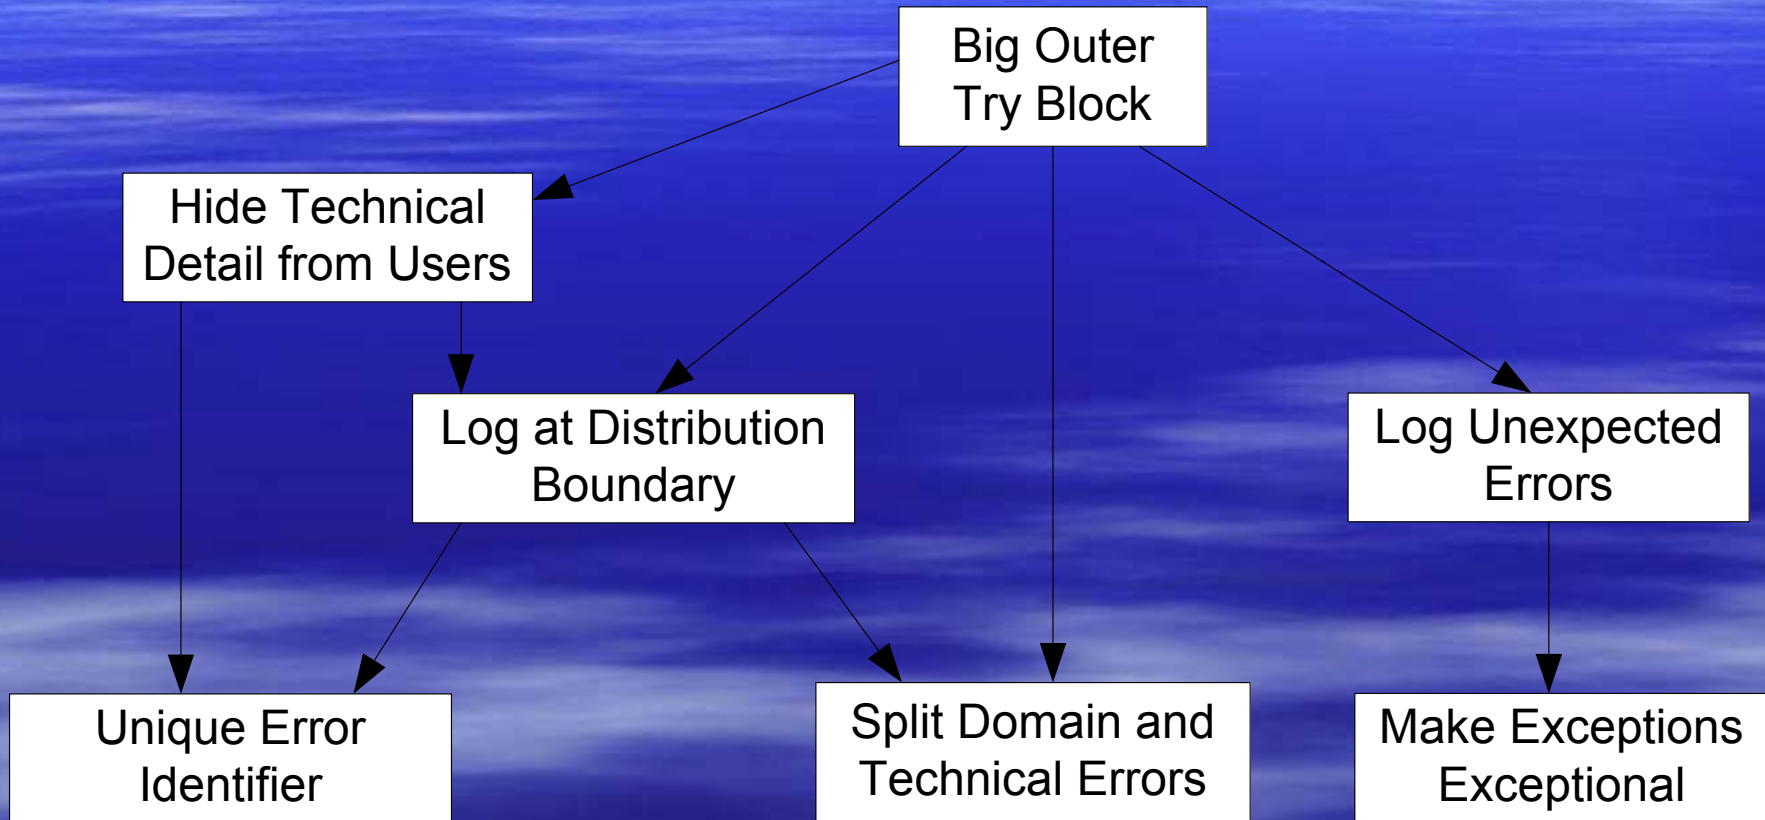 Big Outer
Try Block
Hide Technical
Detail from Users
Log at Distribution
Boundary
Log Unexpected
Errors
Unique Error
Identifier
Split Domain and
Technical Errors
Make Exceptions
Exceptional